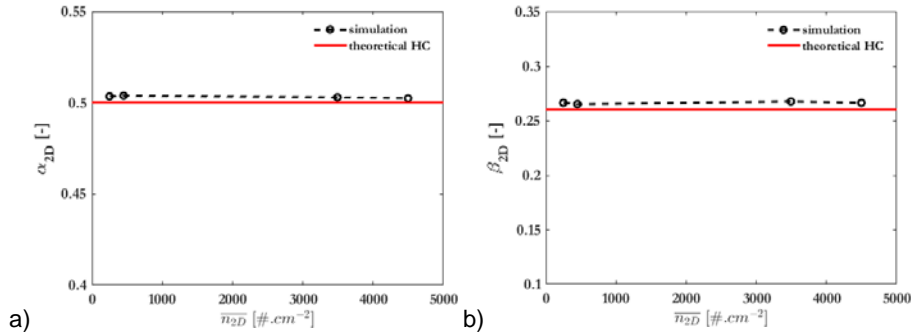 0.55
simulation
theoretical HC
0.5
0.45
0.4
α2D [-]
0 1000 2000 3000 4000 5000
n2D [#.cm−2]
a)
0.35
simulation
theoretical HC
0.3
0.25
0.2
0.15
0.1
β2D [-]
0 1000 2000 3000 4000 5000
n2D [#.cm−2]
b)